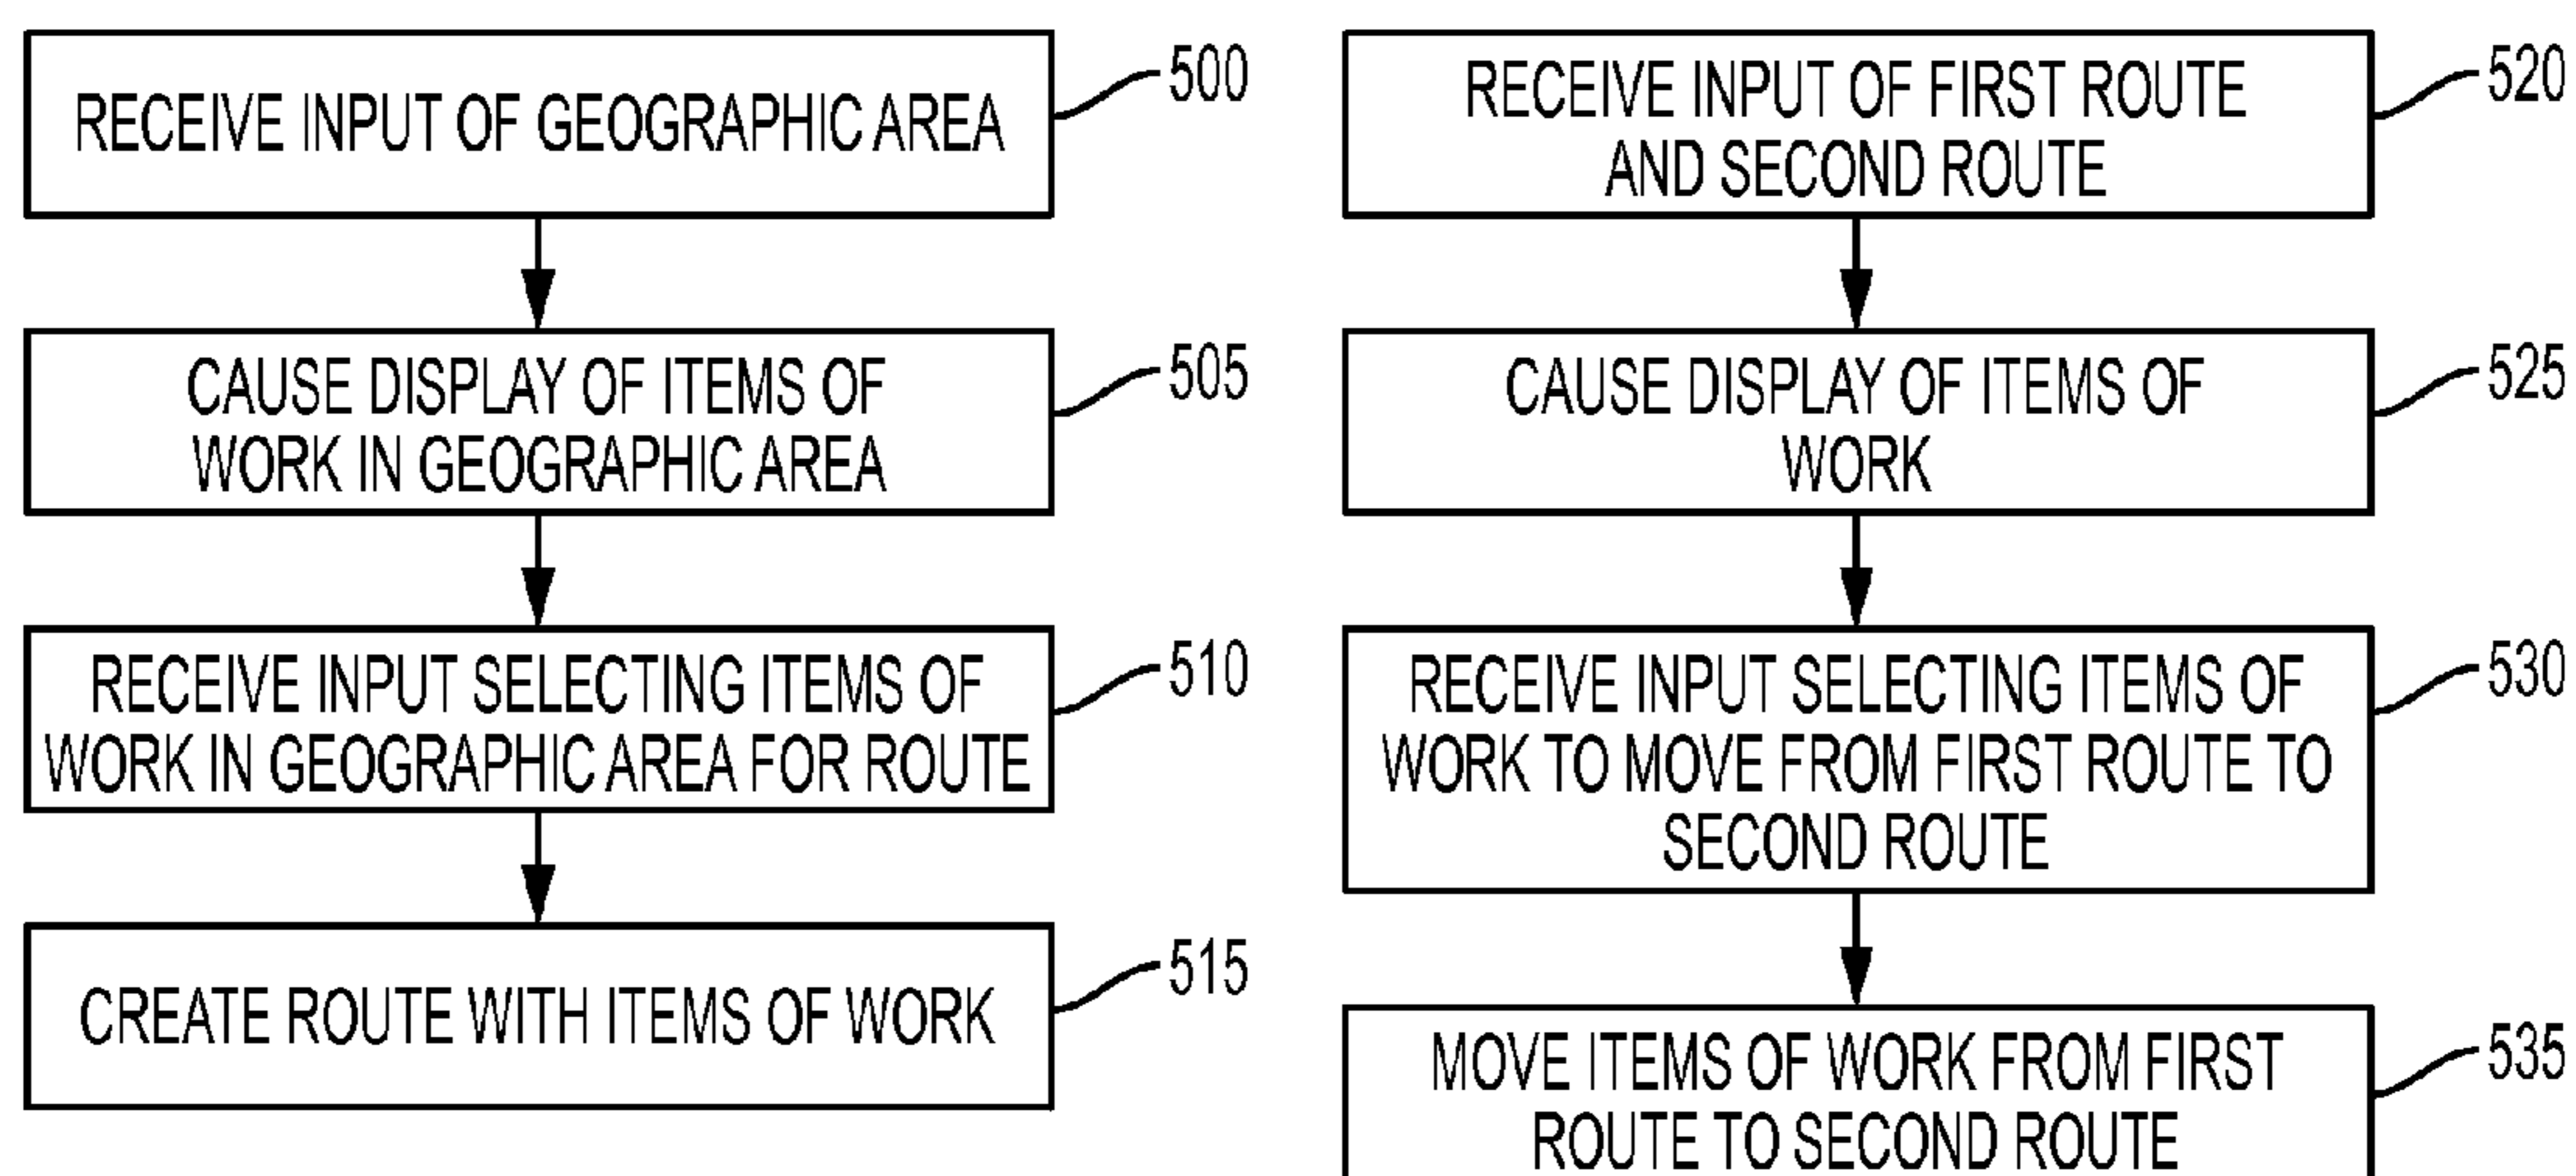 RECEIVE INPUT OF GEOGRAPHIC AREA
500
CAUSE DISPLAY OF ITEMS OF
WORK IN GEOGRAPHIC AREA
505
RECEIVE INPUT SELECTING ITEMS OF
WORK IN GEOGRAPHIC AREA FOR ROUTE
510
CREATE ROUTE WITH ITEMS OF WORK
515
RECEIVE INPUT OF FIRST ROUTE
AND SECOND ROUTE
520
CAUSE DISPLAY OF ITEMS OF
WORK
525
RECEIVE INPUT SELECTING ITEMS OF
WORK TO MOVE FROM FIRST ROUTE TO
SECOND ROUTE
530
MOVE ITEMS OF WORK FROM FIRST
ROUTE TO SECOND ROUTE
535